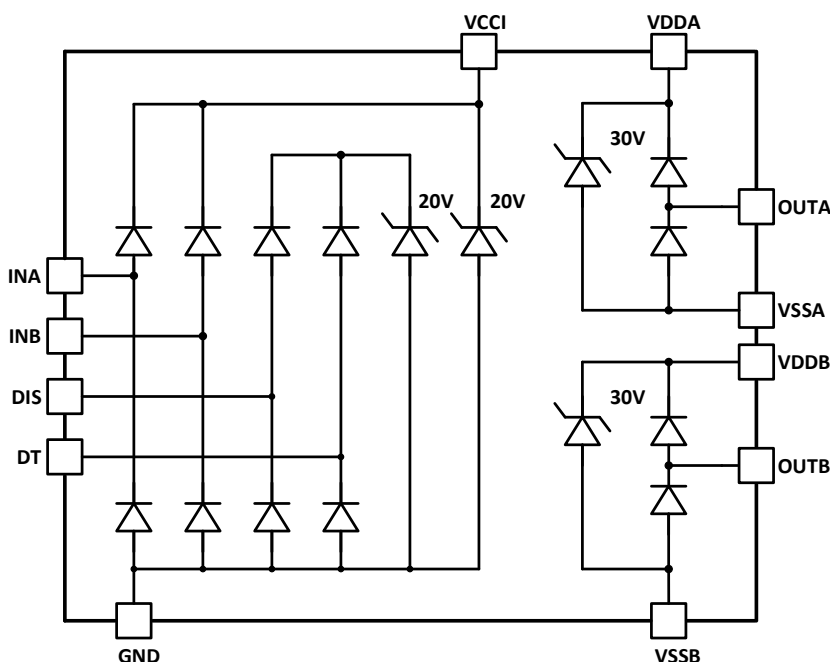 VCCI
VDDA
30V
20V
20V
OUTA
INA
VSSA
INB
VDDB
DIS
30V
DT
OUTB
GND
VSSB